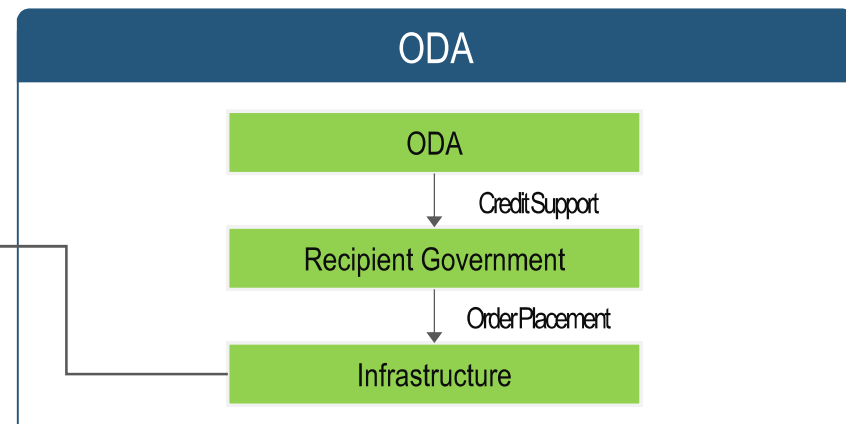 ODA
ODA
Credit Support
Recipient Government
Order Placement
Infrastructure